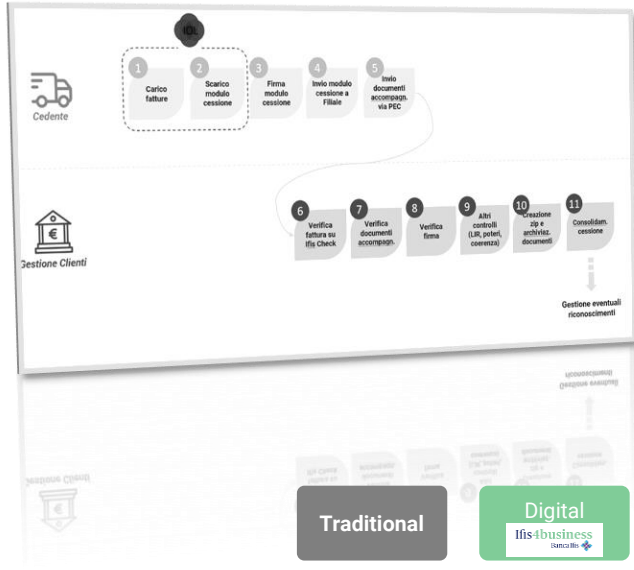 IOL
1
2
3
4
5
Carico
fatture
Scarico
modulo
cessione
Firma
modulo
cessione
Invio modulo
cessione a
Filiale
Invio
documenti
accompagn.
via PEC
Cedente
6
7
8
9
10
11
Verifica
fattura su
Ifis Check
Verifica
documenti
accompagn.
Verifica
firma
Altri
controlli
(LIR, poteri,
coerenza)
Creazione
zip e
archiviaz.
documenti
Consolidam.
cessione
Gestione Clienti
Gestione eventuali
riconoscimenti
Traditional
Digital
Ifis4business
Banca Ifis